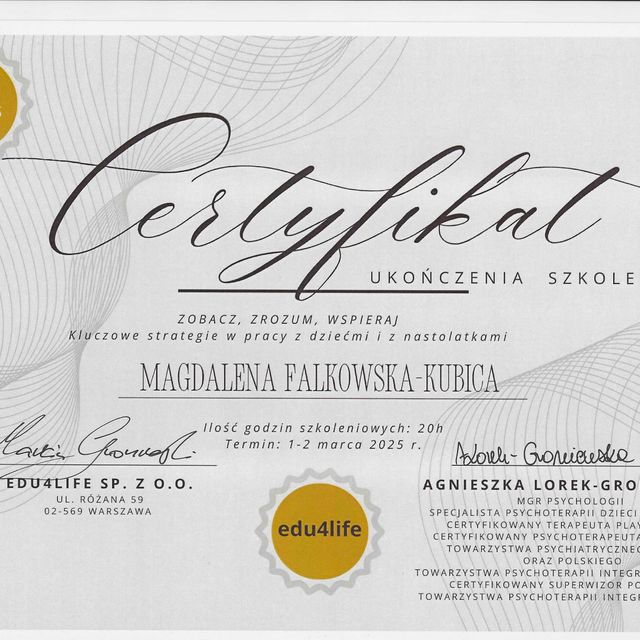 Certyfikat
UKOŃCZENIA SZKOLE
ZOBACZ, ZROZUM, WSPIERAJ
Kluczowe strategie w pracy z dziećmi i z nastolatkami
MAGDALENA FALKOWSKA-KUBICA
Ilość godzin szkoleniowych: 20h
Termin: 1-2 marca 2025 r.
EDU4LIFE SP. Z O.O.
UL. RÓŻANA 59
02-569 WARSZAWA
edu4life
AGNIESZKA LOREK-GRO
MGR PSYCHOLOGII
SPECJALISTA PSYCHOTERAPII DZIECI
CERTYFIKOWANY TERAPEUTA PLA
CERTYFIKOWANY PSYCHOTERAPEUTA
TOWARZYSTWA PSYCHIATRYCZNEG
ORAZ POLSKIEGO
TOWARZYSTWA PSYCHOTERAPII INTEGR
CERTYFIKOWANY SUPERWIZOR PO
TOWARZYSTWA PSYCHOTERAPII INTEGR